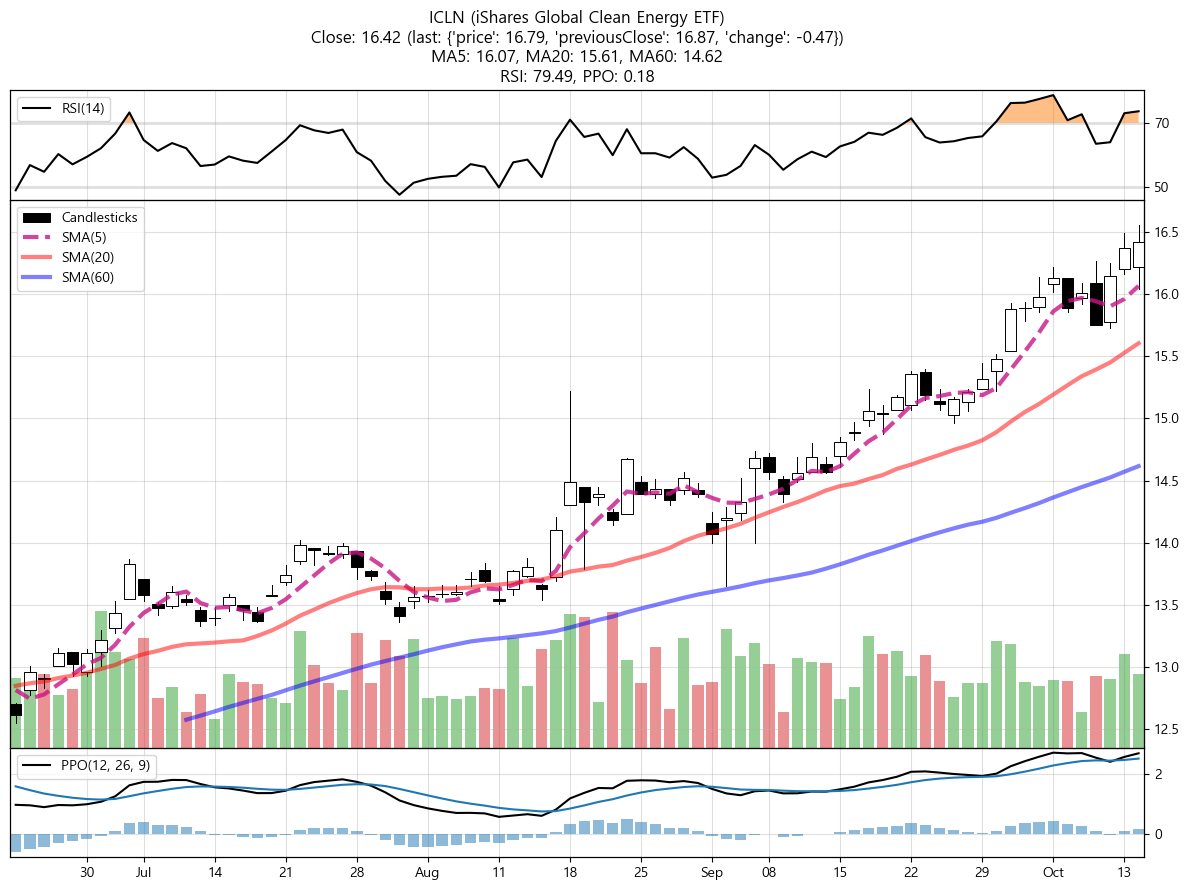 ICLN (iShares Global Clean Energy ETF)
Close: 16.42 (last: {'price': 16.79, 'previousClose': 16.87, 'change': -0.47})
MA5: 16.07, MA20: 15.61, MA60: 14.62
RSI: 79.49, PPO: 0.18
RSI(14)
70
50
Candlesticks
SMA(5)
SMA(20)
SMA(60)
16.5
16.0
15.5
15.0
14.5
14.0
13.5
13.0
12.5
PPO(12, 26, 9)
2
0
30 Jul 14 21 28 Aug 11 18 25 Sep 08 15 22 29 Oct 13